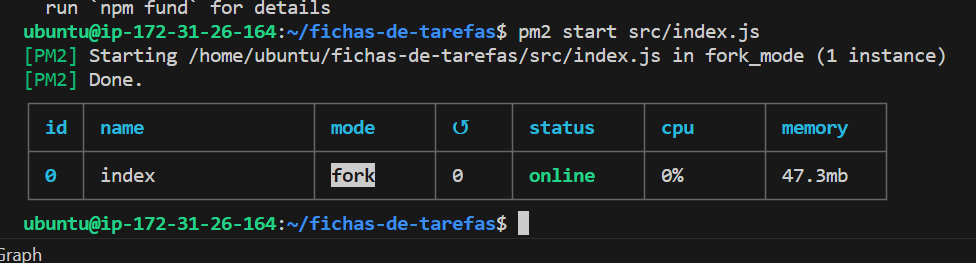 run `npm fund` for details
ubuntu@ip-172-31-26-164:~/fichas-de-tarefas$ pm2 start src/index.js
[PM2] Starting /home/ubuntu/fichas-de-tarefas/src/index.js in fork_mode (1 instance)
[PM2] Done.
id name mode ↺ status cpu memory
0 index fork 0 online 0% 47.3mb
ubuntu@ip-172-31-26-164:~/fichas-de-tarefas$
Graph